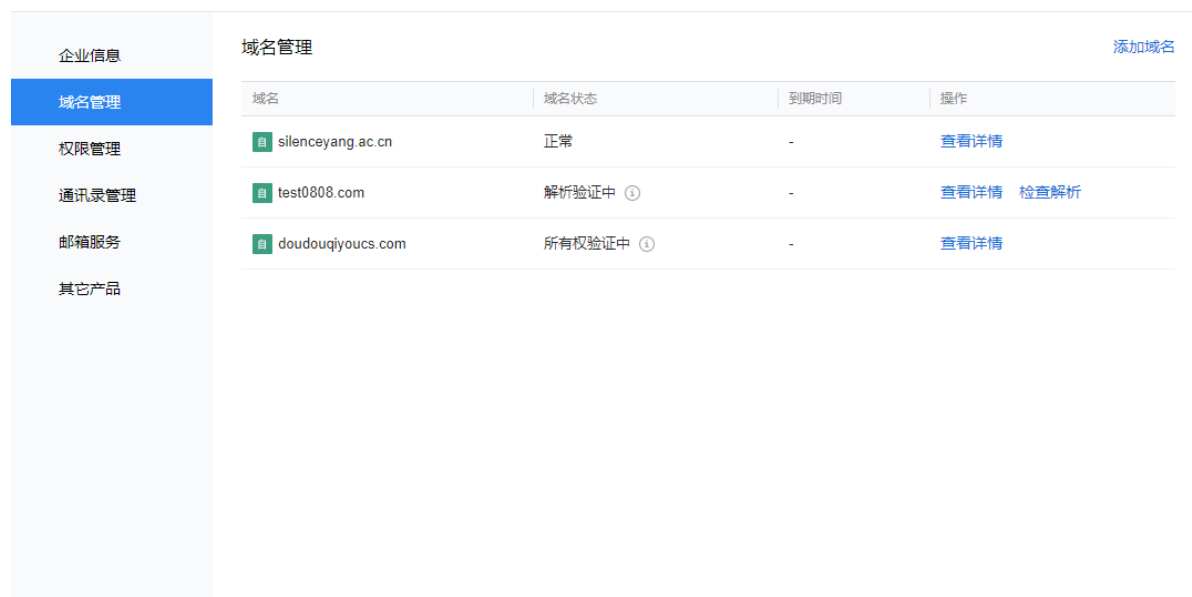 企业信息
域名管理
权限管理
通讯录管理
邮箱服务
其它产品
域名管理 添加域名
域名 域名状态 到期时间 操作
自 silenceyang.ac.cn 正常 - 查看详情
自 test0808.com 解析验证中 - 查看详情 检查解析
自 doudouqiyoucs.com 所有权验证中 - 查看详情